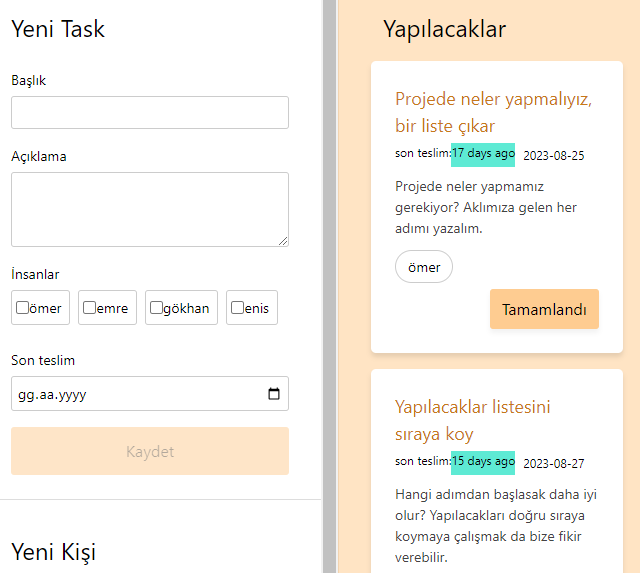 Yeni Task
Başlık
Açıklama
İnsanlar
ömer
emre
gökhan
enis
Son teslim
gg.aa.yyyy
Kaydet
Yeni Kişi
Yapılacaklar
Projede neler yapmalıyız,
bir liste çıkar
son teslim:17 days ago 2023-08-25
Projede neler yapmamız
gerekiyor? Aklımıza gelen her
adımı yazalım.
ömer
Tamamlandı
Yapılacaklar listesini
sıraya koy
son teslim:15 days ago 2023-08-27
Hangi adımdan başlasak daha iyi
olur? Yapılacakları doğru sıraya
koymaya çalışmak da bize fikir
verebilir.